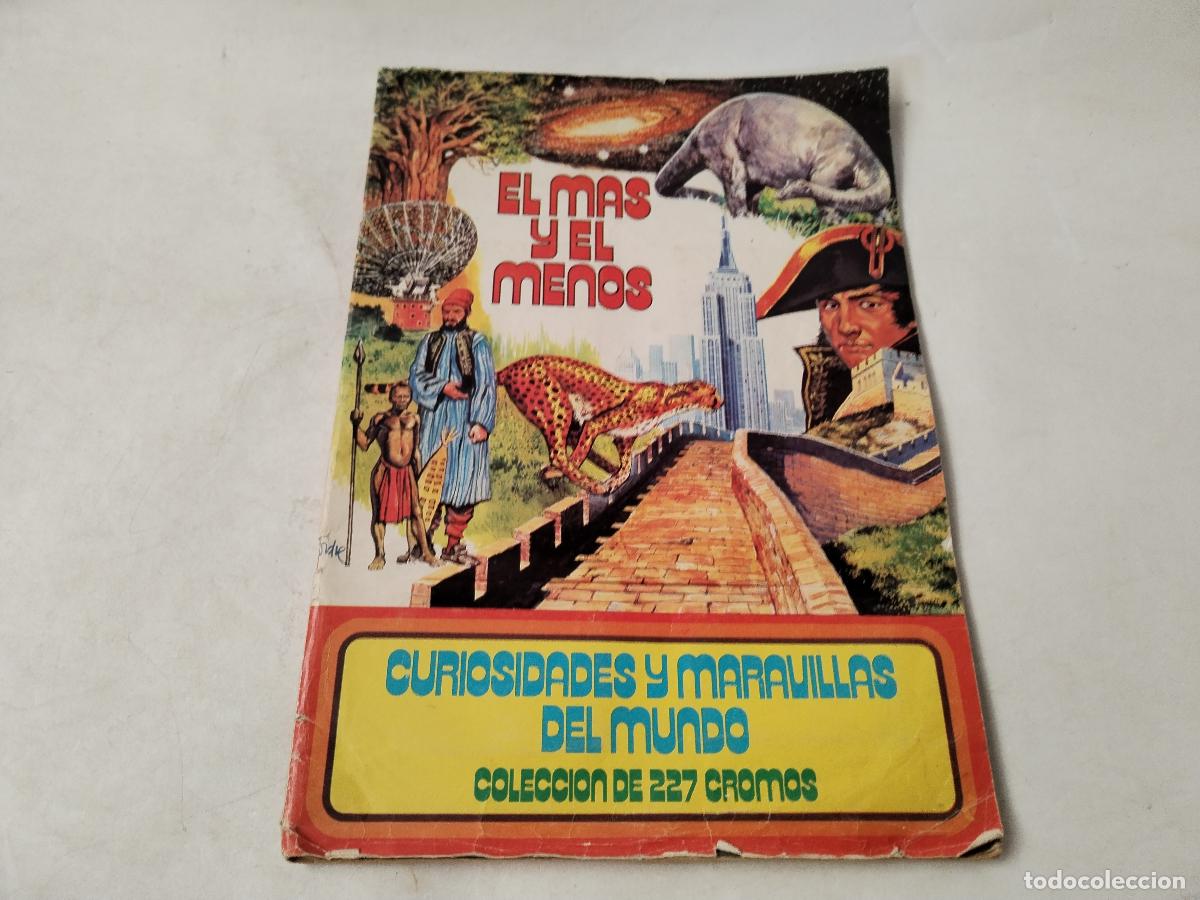 EL MAS
Y EL
MENOS
CURIOSIDADES Y MARAVILLAS
DEL MUNDO
COLECCION DE 227 CROMOS
todocoleccion